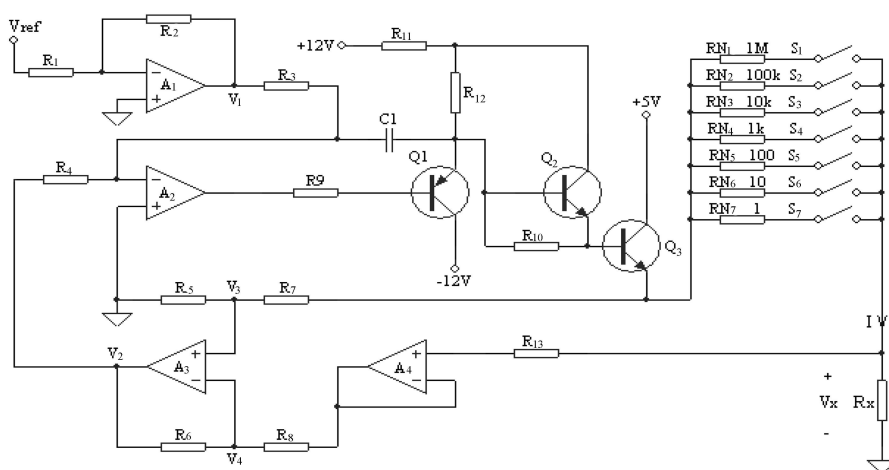 Vref
R1
R2
A1
V1
R3
+12V
R11
R12
C1
+5V
RN1 1M S1
RN2 100k S2
RN3 10k S3
RN4 1k S4
RN5 100 S5
RN6 10 S6
RN7 1 S7
R4
A2
R9
Q1
Q2
R10
Q3
-12V
R5
V3
R7
I
V2
A3
A4
R13
+
Vx
Rx
-
R6
V4
R8